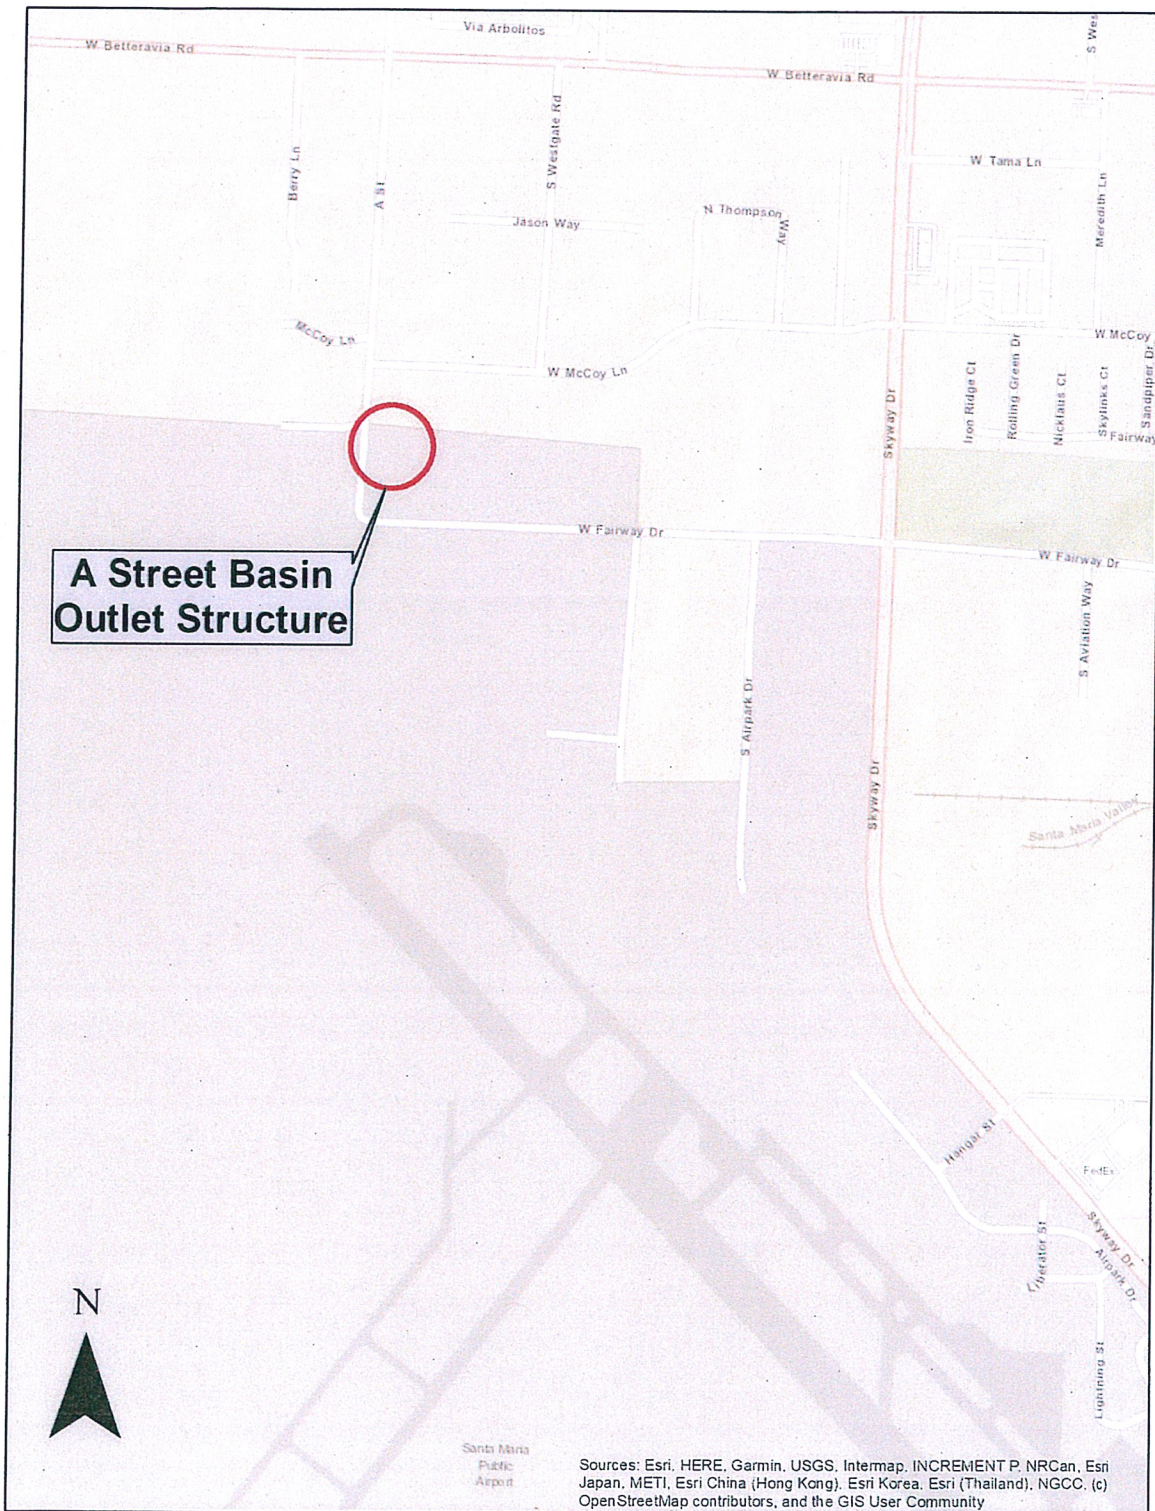 Via Arbolitos
W Betteravia Rd
W Betteravia Rd
S Wes
Berry Ln
A St
S Westgate Rd
W Tama Ln
Meredith Ln
Jason Way
N Thompson
Way
McCoy Ln
W McCoy Ln
W McCoy
Skyway Dr
Iron Ridge Ct
Rolling Green Dr
Nicklaus Ct
Skylinks Ct
Sandpiper Dr
Fairway
W Fairway Dr
W Fairway Dr
A Street Basin
Outlet Structure
S Aviation Way
S Airpark Dr
Skyway Dr
Santa Maria Valley
Hangar St
FedEx
Liberator St
Skyway Dr
Airpark Dr
Lightning St
N
Santa Maria
Public
Airport
Sources: Esri, HERE, Garmin, USGS, Intermap, INCREMENT P, NRCan, Esri
Japan, METI, Esri China (Hong Kong), Esri Korea, Esri (Thailand), NGCC, (c)
OpenStreetMap contributors, and the GIS User Community